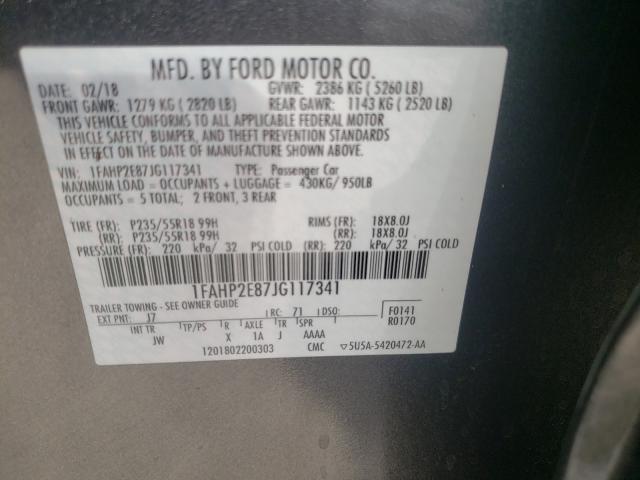 MFD. BY FORD MOTOR CO.
DATE: 02/18 GVWR: 2386 KG (5260 LB)
FRONT GAWR: 1279 KG (2820 LB) REAR GAWR: 1143 KG (2520 LB)
THIS VEHICLE CONFORMS TO ALL APPLICABLE FEDERAL MOTOR
VEHICLE SAFETY, BUMPER, AND THEFT PREVENTION STANDARDS
IN EFFECT ON THE DATE OF MANUFACTURE SHOWN ABOVE.
VIN: 1FAHP2E87JG117341 TYPE: Passenger Car
MAXIMUM LOAD = OCCUPANTS + LUGGAGE = 430KG/950LB
OCCUPANTS = 5 TOTAL: 2 FRONT, 3 REAR
TIRE (FR): P235/55R18 99H RIMS (FR): 18X8.0J
(RR): P235/55R18 99H (RR): 18X8.0J
PRESSURE (FR): 220 kPa/ 32 PSI COLD (RR): 220 kPa/ 32 PSI COLD
1FAHP2E87JG117341
TRAILER TOWING - SEE OWNER GUIDE
EXT PNT: J7 RC: 71 DSO: F0141
R0170
INT TR TP/PS R AXLE TR SPR
JW X 1A J AAAA
1201802200303 CMC ▽5U5A-5420472-AA